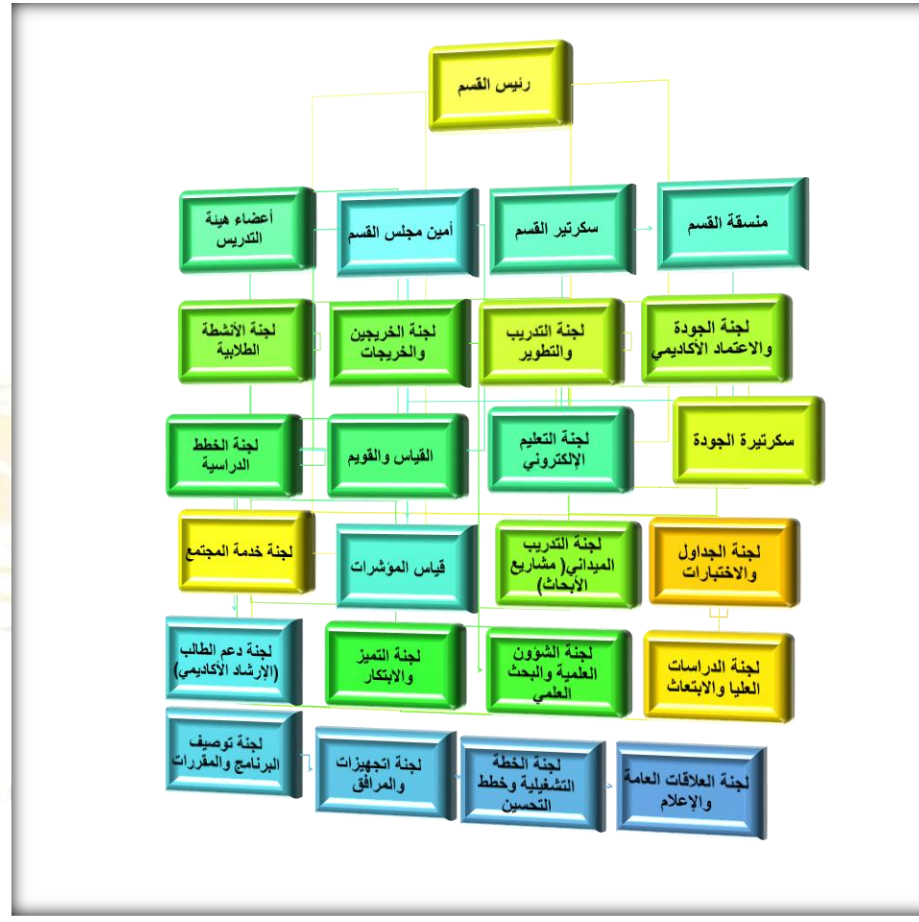 رئيس القسم
منسقة القسم
سكرتير القسم
أمين مجلس القسم
أعضاء هيئة
التدريس
لجنة الجودة
والاعتماد الأكاديمي
لجنة التدريب
والتطوير
لجنة الخريجين
والخريجات
لجنة الأنشطة
الطلابية
سكرتيرة الجودة
لجنة التعليم
الإلكتروني
القياس والقويم
لجنة الخطط
الدراسية
لجنة الجداول
والاختبارات
لجنة التدريب
الميداني( مشاريع
الأبحاث)
قياس المؤشرات
لجنة خدمة المجتمع
لجنة الدراسات
العليا والابتعاث
لجنة الشؤون
العلمية والبحث
العلمي
لجنة التميز
والابتكار
لجنة دعم الطالب
(الإرشاد الأكاديمي)
لجنة العلاقات العامة
والإعلام
لجنة الخطة
التشغيلية وخطط
التحسين
لجنة اتجهيزات
والمرافق
لجنة توصيف
البرنامج والمقررات